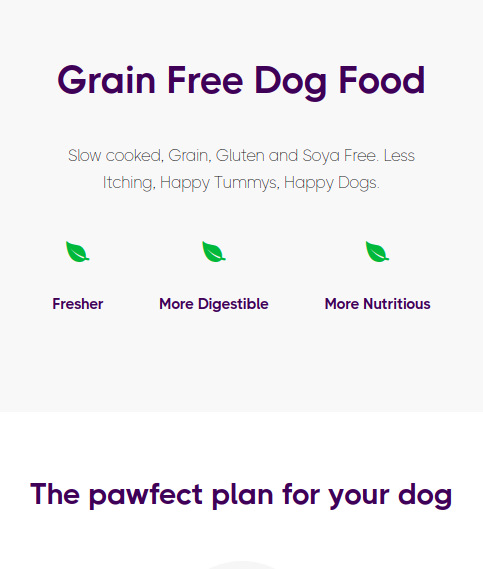 Grain Free Dog Food
Slow cooked, Grain, Gluten and Soya Free. Less
Itching, Happy Tummys, Happy Dogs.
Fresher
More Digestible
More Nutritious
The pawfect plan for your dog